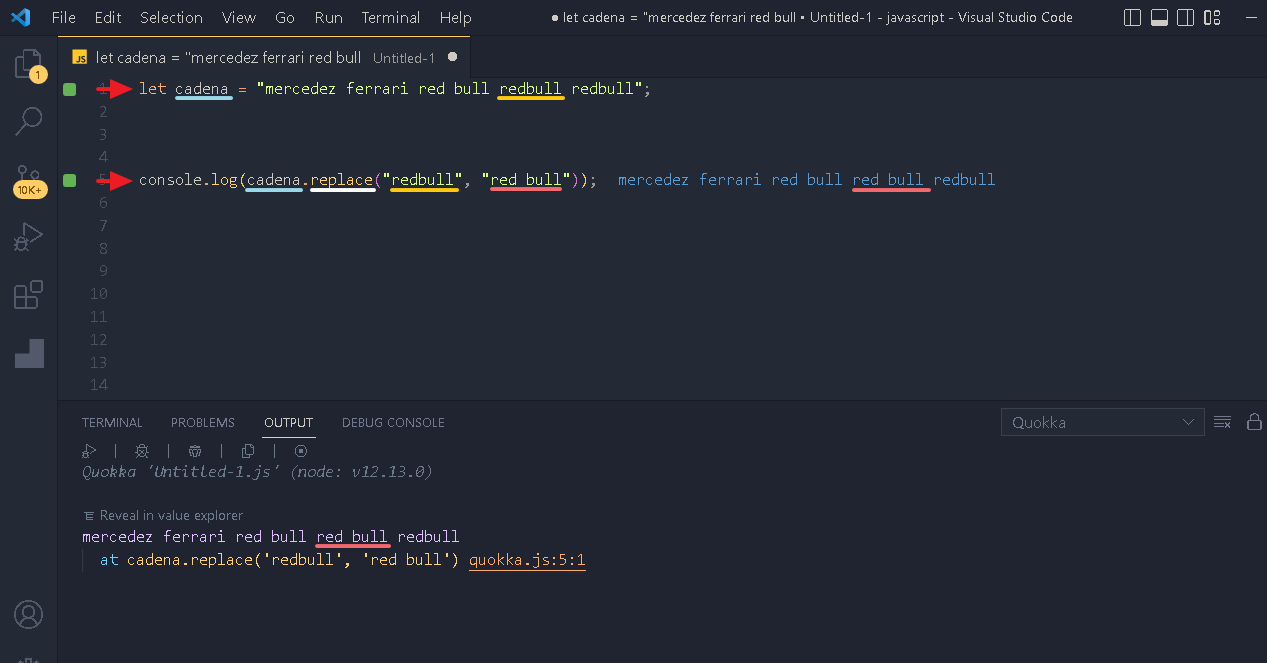 File Edit Selection View Go Run Terminal Help ● let cadena = "mercedez ferrari red bull • Untitled-1 - javascript - Visual Studio Code
JS let cadena = "mercedez ferrari red bull Untitled-1 ●
1
1 let cadena = "mercedez ferrari red bull redbull redbull";
2
3
4
10K+
5 console.log(cadena.replace("redbull", "red bull")); mercedez ferrari red bull red bull redbull
6
7
8
9
10
11
12
13
14
TERMINAL PROBLEMS OUTPUT DEBUG CONSOLE Quokka
Quokka 'Untitled-1.js' (node: v12.13.0)
Reveal in value explorer
mercedez ferrari red bull red bull redbull
at cadena.replace('redbull', 'red bull') quokka.js:5:1